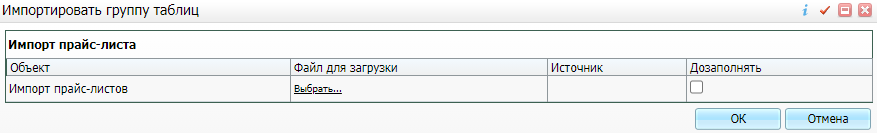 Импортировать группу таблиц
Импорт прайс-листа
Объект Файл для загрузки Источник Дозаполнять
Импорт прайс-листов Выбрать...
ОК Отмена